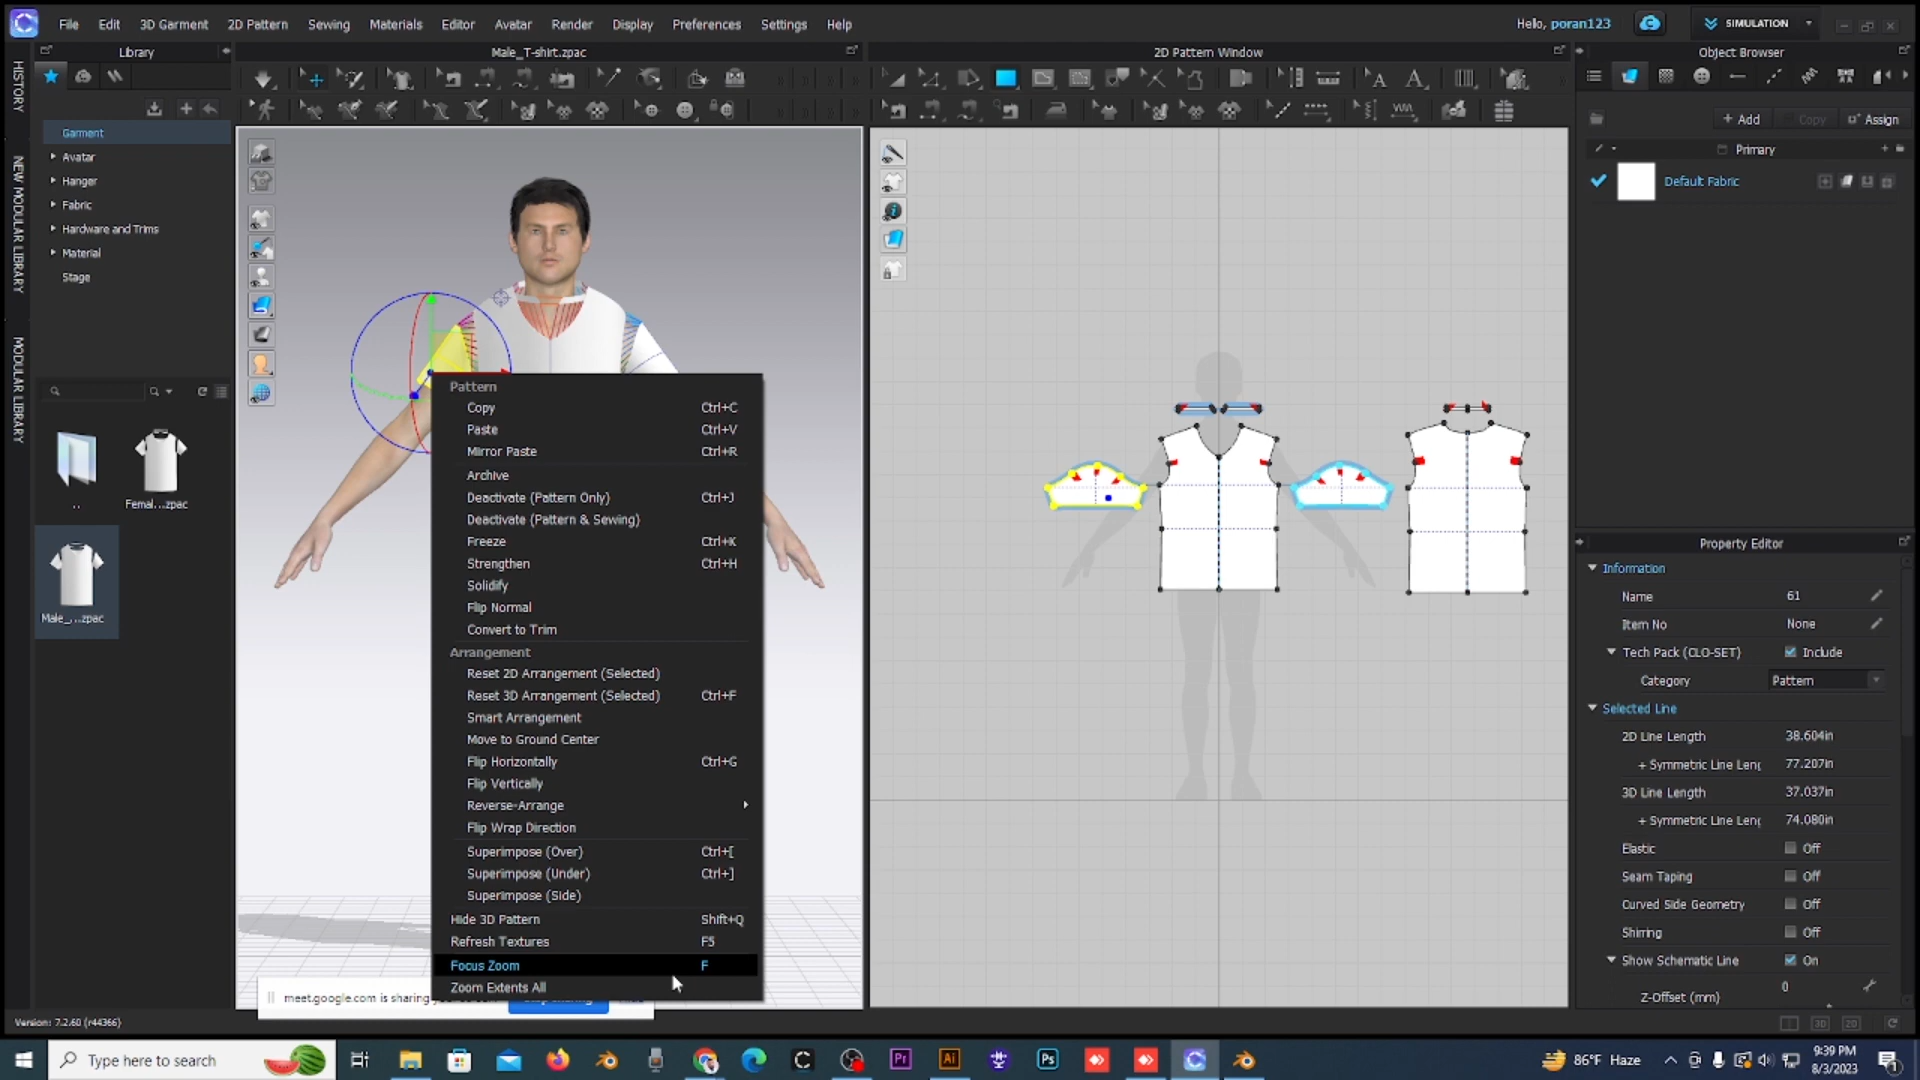 File Edit 3D Garment 2D Pattern Sewing Materials Editor Avatar Render Display Preferences Settings Help
Hello, poran123
SIMULATION
Library
Male_T-shirt.zpac
2D Pattern Window
Object Browser
HISTORY
NEW MODULAR LIBRARY
MODULAR LIBRARY
Garment
Avatar
Hanger
Fabric
Hardware and Trims
Material
Stage
..
Femal...zpac
Male_...zpac
Pattern
Copy Ctrl+C
Paste Ctrl+V
Mirror Paste Ctrl+R
Archive
Deactivate (Pattern Only) Ctrl+J
Deactivate (Pattern & Sewing)
Freeze Ctrl+K
Strengthen Ctrl+H
Solidify
Flip Normal
Convert to Trim
Arrangement
Reset 2D Arrangement (Selected)
Reset 3D Arrangement (Selected) Ctrl+F
Smart Arrangement
Move to Ground Center
Flip Horizontally Ctrl+G
Flip Vertically
Reverse-Arrange
Flip Wrap Direction
Superimpose (Over) Ctrl+[
Superimpose (Under) Ctrl+]
Superimpose (Side)
Hide 3D Pattern Shift+Q
Refresh Textures F5
Focus Zoom F
Zoom Extents All
meet.google.com is sharing
+ Add Copy Assign
Primary
Default Fabric
Property Editor
Information
Name 61
Item No None
Tech Pack (CLO-SET) Include
Category Pattern
Selected Line
2D Line Length 38.604in
+ Symmetric Line Leng 77.207in
3D Line Length 37.037in
+ Symmetric Line Leng 74.080in
Elastic Off
Seam Taping Off
Curved Side Geometry Off
Shirring Off
Show Schematic Line On
Z-Offset (mm) 0
Version: 7.2.60 (r44366)
3D 2D
Type here to search
Pr Ai Ps
86°F Haze
9:39 PM
8/3/2023
1